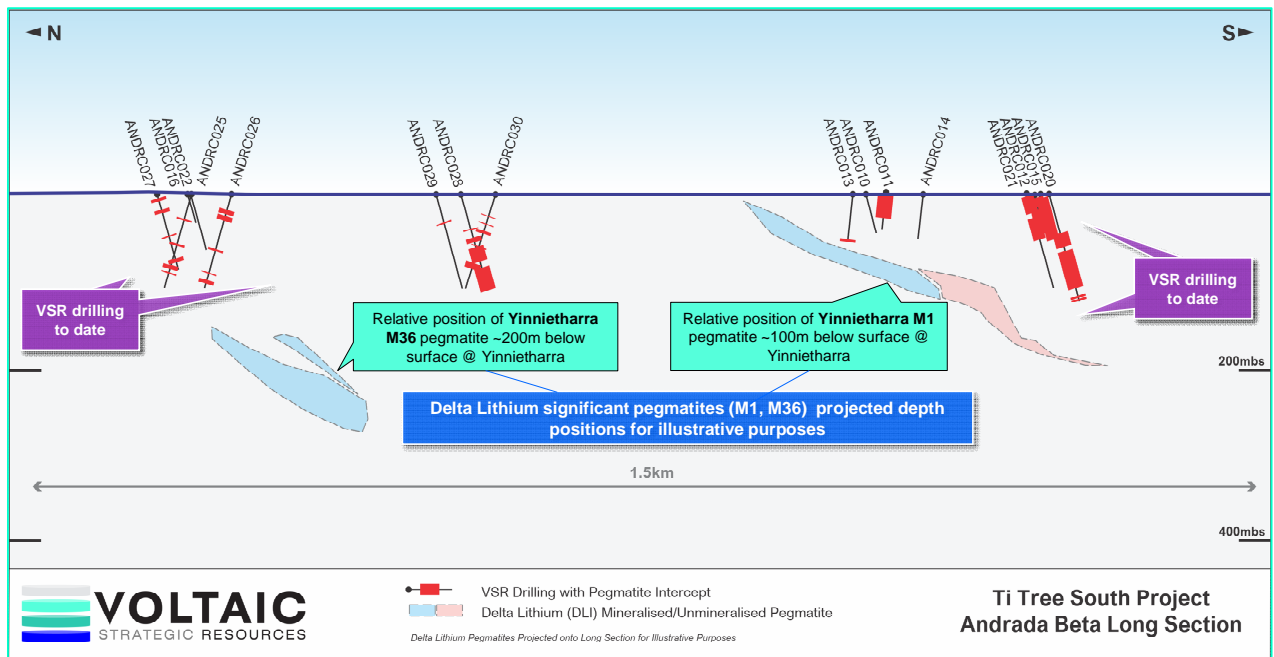 N
S
ANDRC027
ANDRC016
ANDRC022
ANDRC025
ANDRC026
ANDRC029
ANDRC028
ANDRC030
ANDRC013
ANDRC010
ANDRC011
ANDRC014
ANDRC021
ANDRC012
ANDRC015
ANDRC020
VSR drilling
to date
Relative position of Yinnietharra
M36 pegmatite ~200m below
surface @ Yinnietharra
Relative position of Yinnietharra M1
pegmatite ~100m below surface @
Yinnietharra
VSR drilling
to date
200mbs
Delta Lithium significant pegmatites (M1, M36) projected depth
positions for illustrative purposes
1.5km
400mbs
VOLTAIC
STRATEGIC RESOURCES
VSR Drilling with Pegmatite Intercept
Delta Lithium (DLI) Mineralised/Unmineralised Pegmatite
Delta Lithium Pegmatites Projected onto Long Section for Illustrative Purposes
Ti Tree South Project
Andrada Beta Long Section